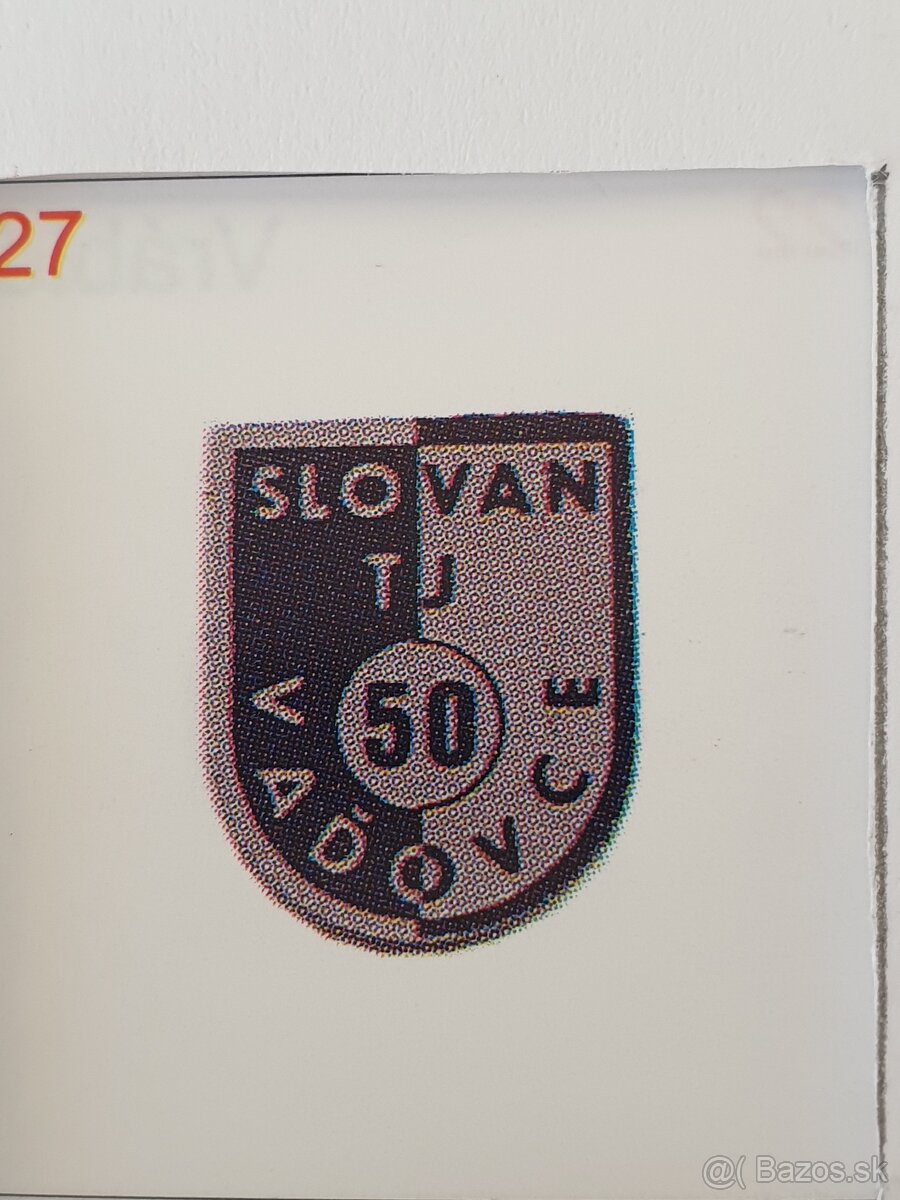 27
SLOVAN
TJ
50
VAĎOVCE
@( Bazos.sk